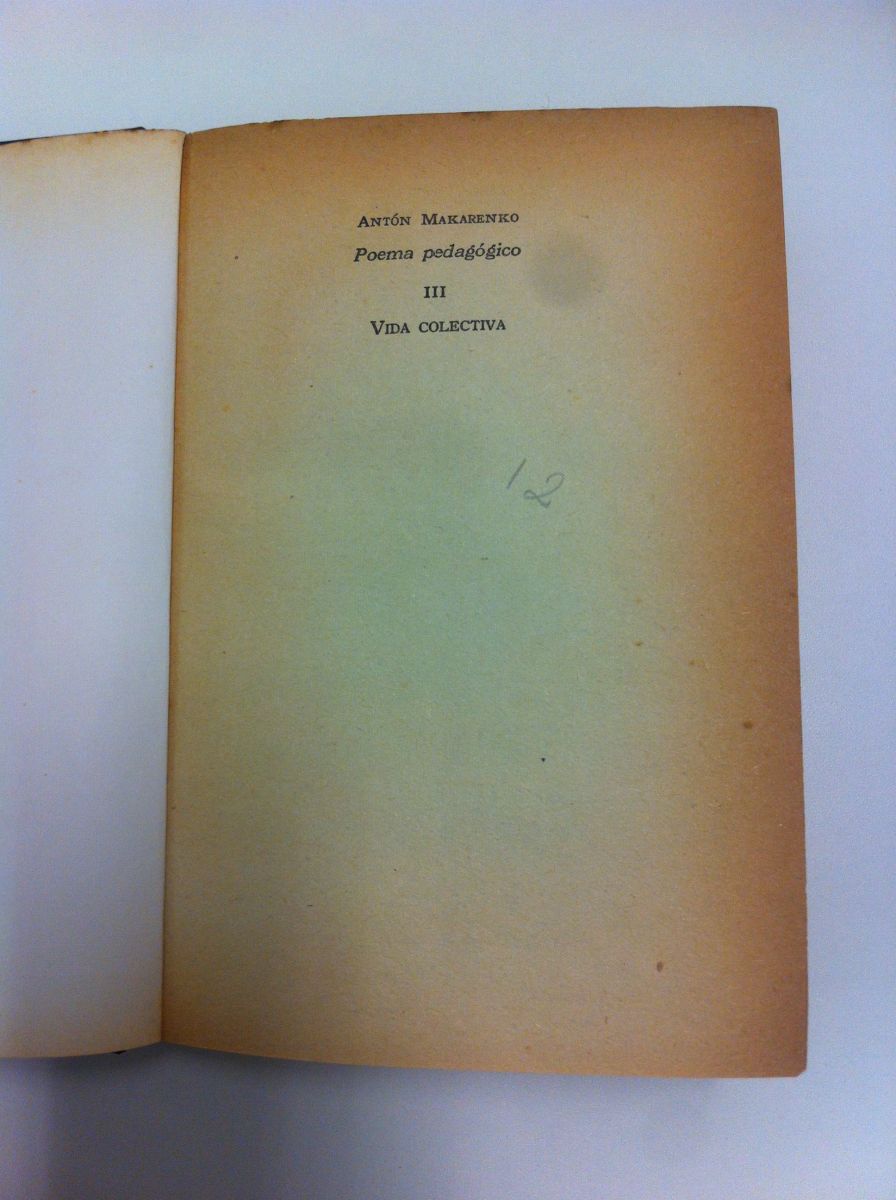 Antón Makarenko
Poema pedagógico
III
Vida colectiva
12